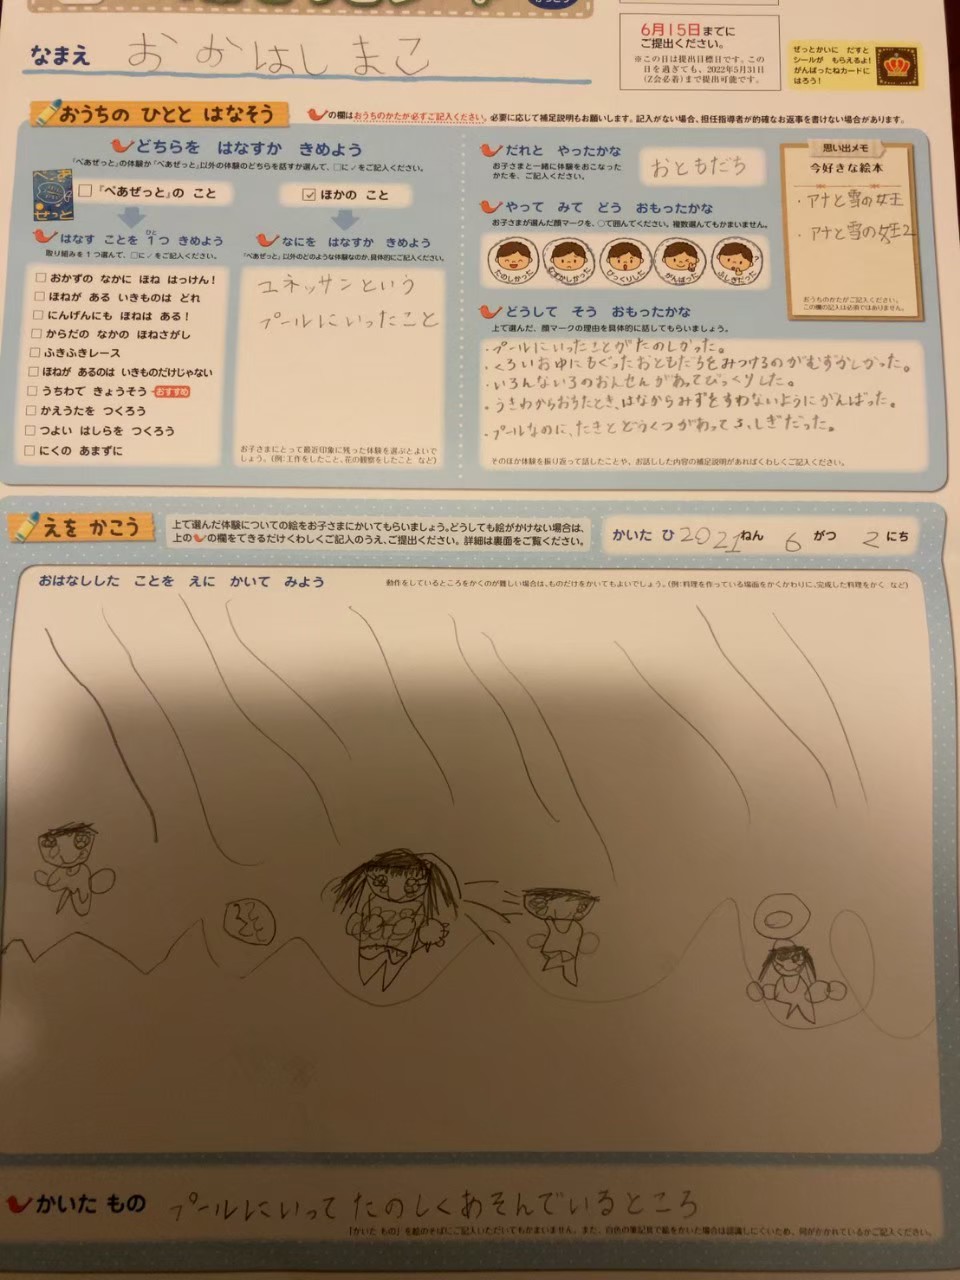 なまえ おかはし まこ
6月15日までに
ご提出ください。
※この日は提出目標日です。この
日を過ぎても、2022年5月31日
(Z会必着)まで提出可能です。
ぜっとかいに だすと
シールが もらえるよ!
がんばったねカードに
はろう!
おうちの ひとと はなそう
の欄はおうちのかたが必ずご記入ください。必要に応じて補足説明もお願いします。記入がない場合、担任指導者が的確なお返事を書けない場合があります。
どちらを はなすか きめよう
「ぺあぜっと」の体験か「ぺあぜっと」以外の体験のどちらを話すか選んで、□に✓をご記入ください。
□『ぺあぜっと』の こと
☑ ほかの こと
はなす ことを 1つ きめよう
ひと
取り組みを1つ選んで、□に✓をご記入ください。
□ おかずの なかに ほね はっけん!
□ ほねが ある いきものは どれ
□ にんげんにも ほねは ある!
□ からだの なかの ほねさがし
□ ふきふきレース
□ ほねが あるのは いきものだけじゃない
□ うちわで きょうそう おすすめ
□ かえうたを つくろう
□ つよい はしらを つくろう
□ にくの あまずに
なにを はなすか きめよう
「ぺあぜっと」以外のどのような体験なのか、具体的にご記入ください。
ユネッサンという
プールにいったこと
お子さまにとって最近印象に残った体験を選ぶとよいで
しょう。(例:工作をしたこと、花の観察をしたこと など)
だれと やったかな
お子さまと一緒に体験をおこなった
かたを、ご記入ください。
おともだち
やって みて どう おもったかな
お子さまが選んだ顔マークを、○で囲んでください。複数選んでもかまいません。
たのしかった
むずかしかった
びっくりした
がんばった
ふしぎだった
どうして そう おもったかな
上で選んだ、顔マークの理由を具体的に話してもらいましょう。
・プールにいったことがたのしかった。
・くろいおゆにもぐったおともだちをみつけるのがむずかしかった。
・いろんないろのおんせんがあってびっくりした。
・うきわからおちたとき、はなからみずをすわないようにがんばった。
・プールなのに、たきとどうくつがあってふしぎだった。
そのほか体験を振り返って話したことや、お話しした内容の補足説明があればくわしくご記入ください。
思い出メモ
今好きな絵本
・アナと雪の女王
・アナと雪の女王2
おうちのかたがご記入ください。
この欄の記入は必須ではありません。
えを かこう
上で選んだ体験についての絵をお子さまにかいてもらいましょう。どうしても絵がかけない場合は、
上の の欄をできるだけくわしくご記入のうえ、ご提出ください。詳細は裏面をご覧ください。
かいた ひ 2021ねん 6 がつ 2 にち
おはなしした ことを えに かいて みよう
動作をしているところをかくのが難しい場合は、ものだけをかいてもよいでしょう。(例:料理を作っている場面をかくかわりに、完成した料理をかく など)
かいた もの プールにいって たのしくあそんでいるところ
「かいた もの」を絵のそばにご記入いただいてもかまいません。また、白色の筆記具で絵をかいた場合は認識しにくいため、何がかかれているかご記入ください。